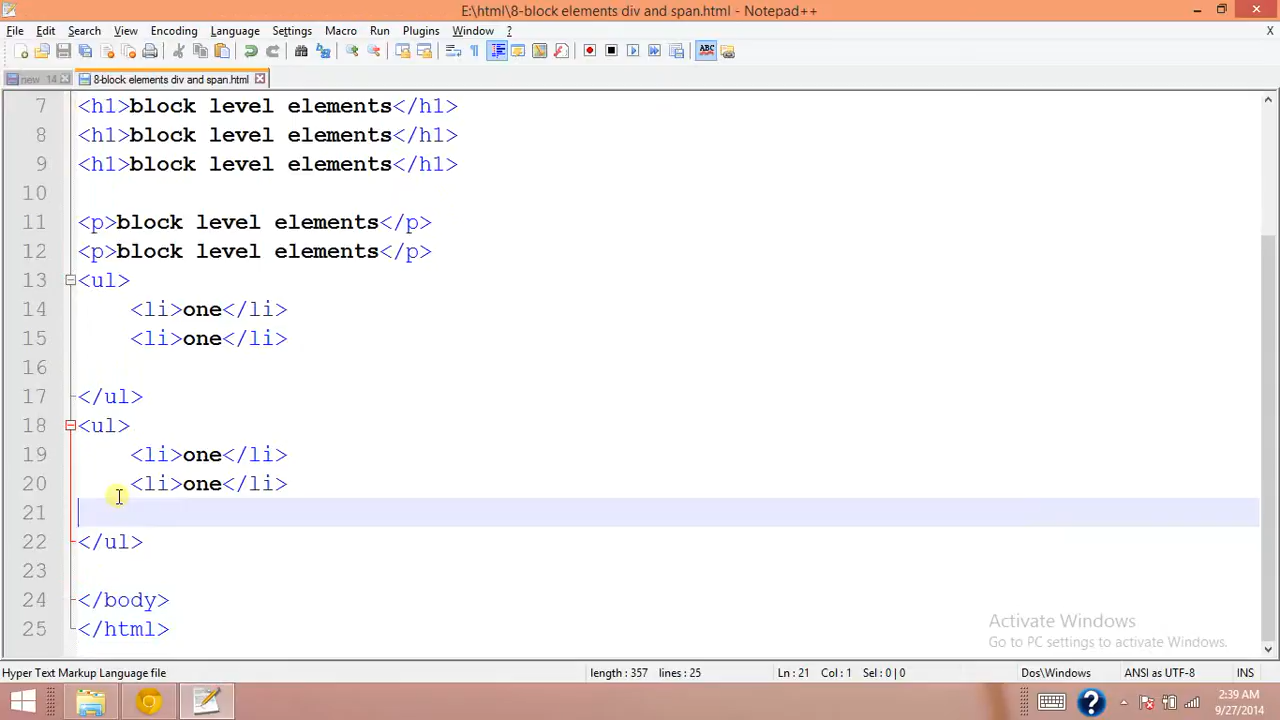 E:\html\8-block elements div and span.html - Notepad++
File Edit Search View Encoding Language Settings Macro Run Plugins Window ? X
ABC
new 14 8-block elements div and span.html
7 <h1>block level elements</h1>
8 <h1>block level elements</h1>
9 <h1>block level elements</h1>
10
11 <p>block level elements</p>
12 <p>block level elements</p>
13 <ul>
14 <li>one</li>
15 <li>one</li>
16
17 </ul>
18 <ul>
19 <li>one</li>
20 <li>one</li>
21
22 </ul>
23
24 </body>
25 </html>
Activate Windows
Go to PC settings to activate Windows.
Hyper Text Markup Language file length : 357 lines : 25 Ln : 21 Col : 1 Sel : 0 | 0 Dos\Windows ANSI as UTF-8 INS
2:39 AM
9/27/2014